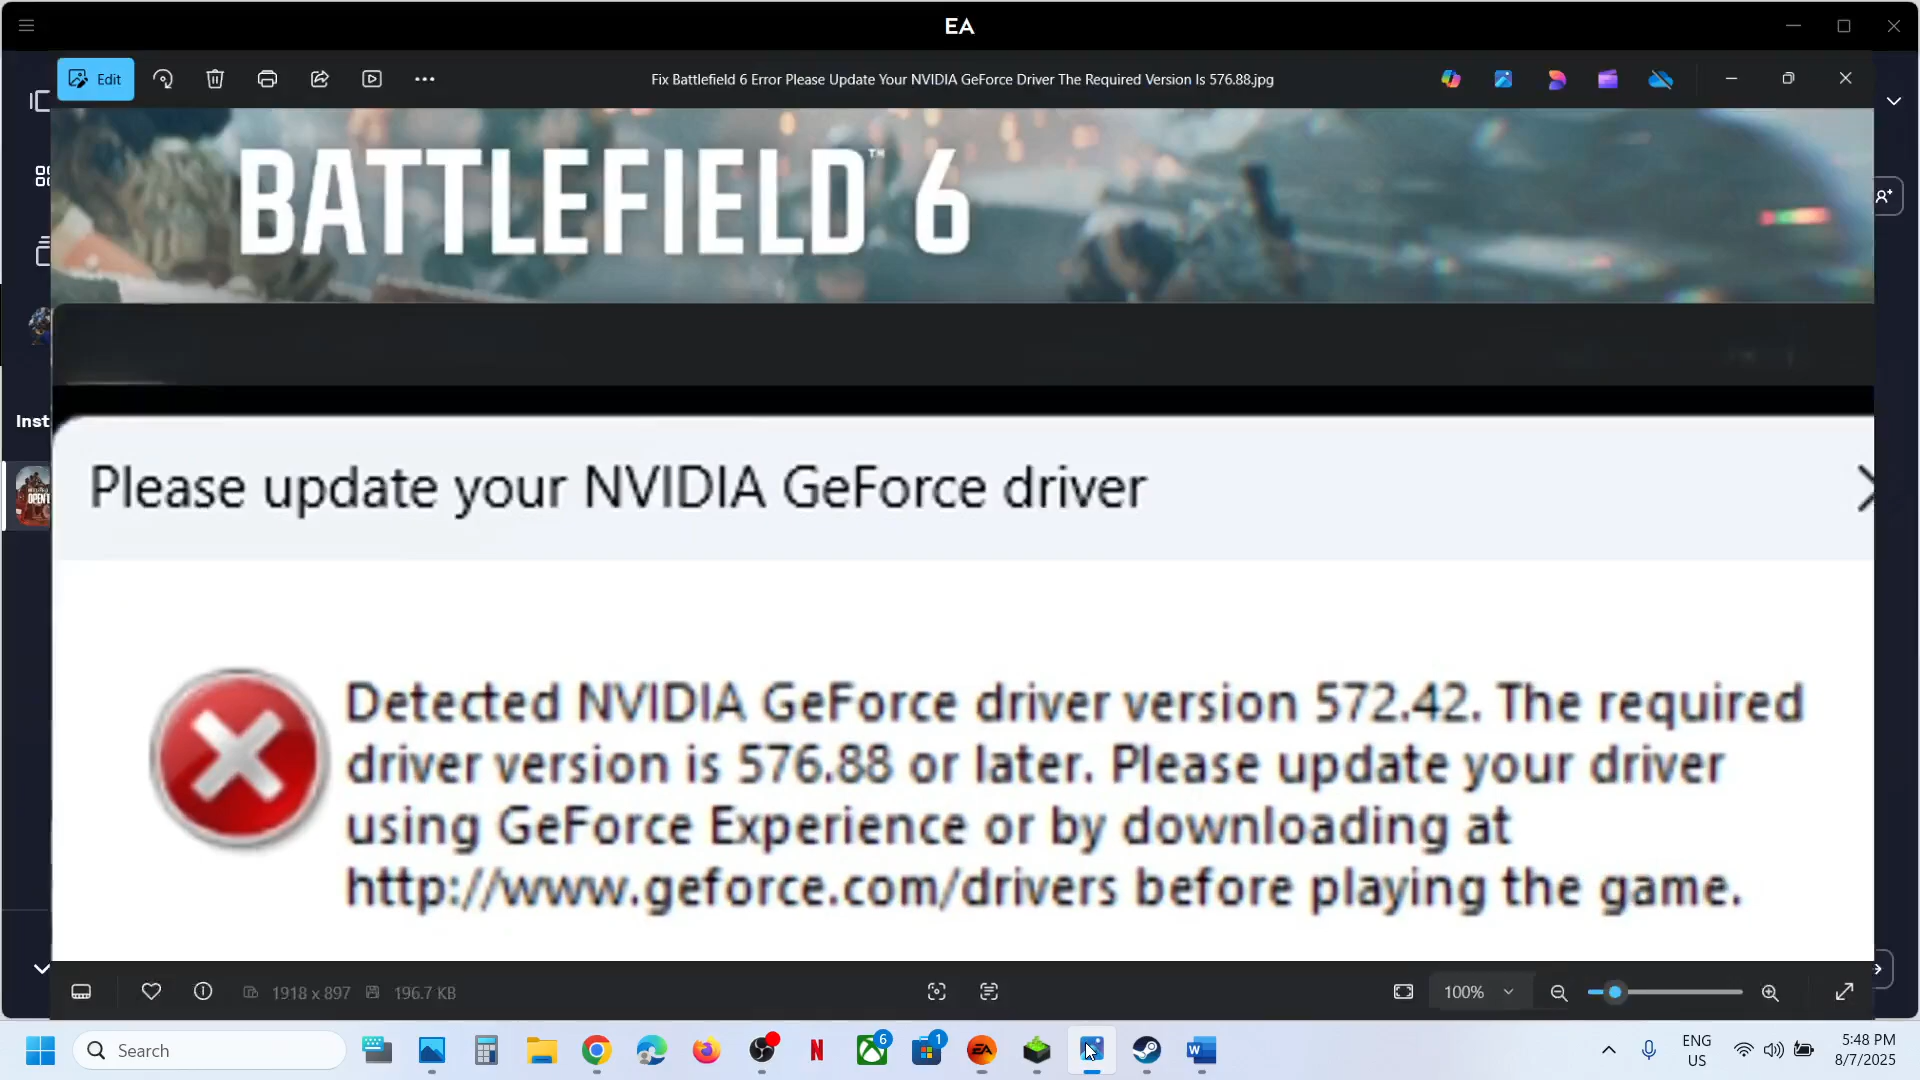 EA
Edit
Fix Battlefield 6 Error Please Update Your NVIDIA GeForce Driver The Required Version Is 576.88.jpg
BATTLEFIELD™ 6
Inst
Please update your NVIDIA GeForce driver
Detected NVIDIA GeForce driver version 572.42. The required
driver version is 576.88 or later. Please update your driver
using GeForce Experience or by downloading at
http://www.geforce.com/drivers before playing the game.
1918 x 897
196.7 KB
100%
Search
6
1
EA
W
N
ENG
US
5:48 PM
8/7/2025